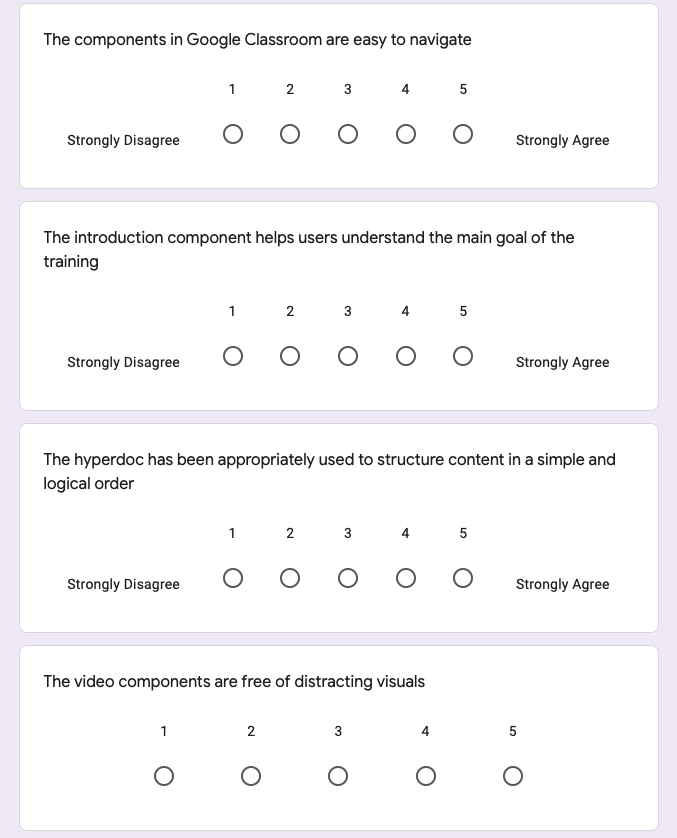 The components in Google Classroom are easy to navigate
1 2 3 4 5
Strongly Disagree Strongly Agree
The introduction component helps users understand the main goal of the
training
1 2 3 4 5
Strongly Disagree Strongly Agree
The hyperdoc has been appropriately used to structure content in a simple and
logical order
1 2 3 4 5
Strongly Disagree Strongly Agree
The video components are free of distracting visuals
1 2 3 4 5